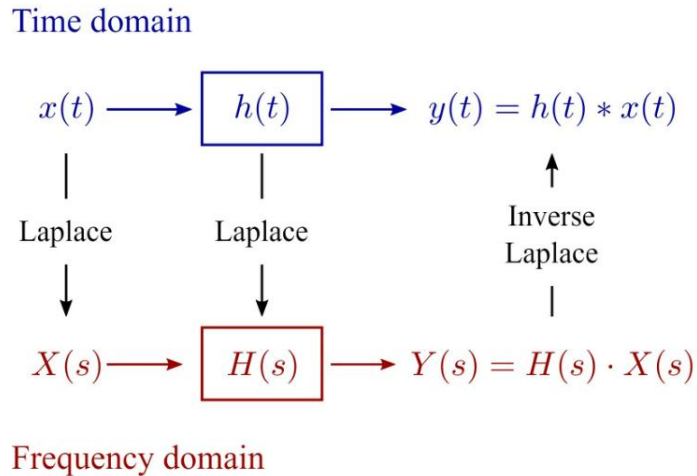 Time domain
x(t) h(t) y(t) = h(t) ∗ x(t)
Laplace Laplace Inverse
Laplace
X(s) H(s) Y(s) = H(s) · X(s)
Frequency domain